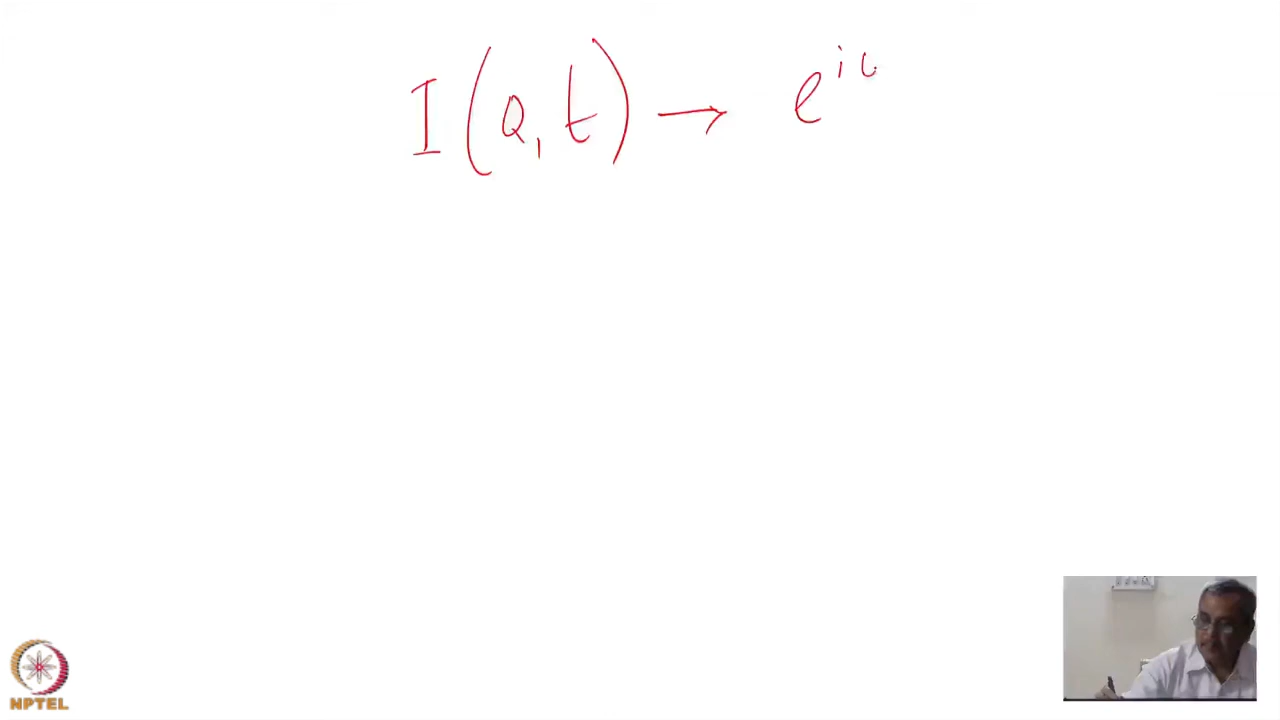 I(Q, t) → e^i
NPTEL